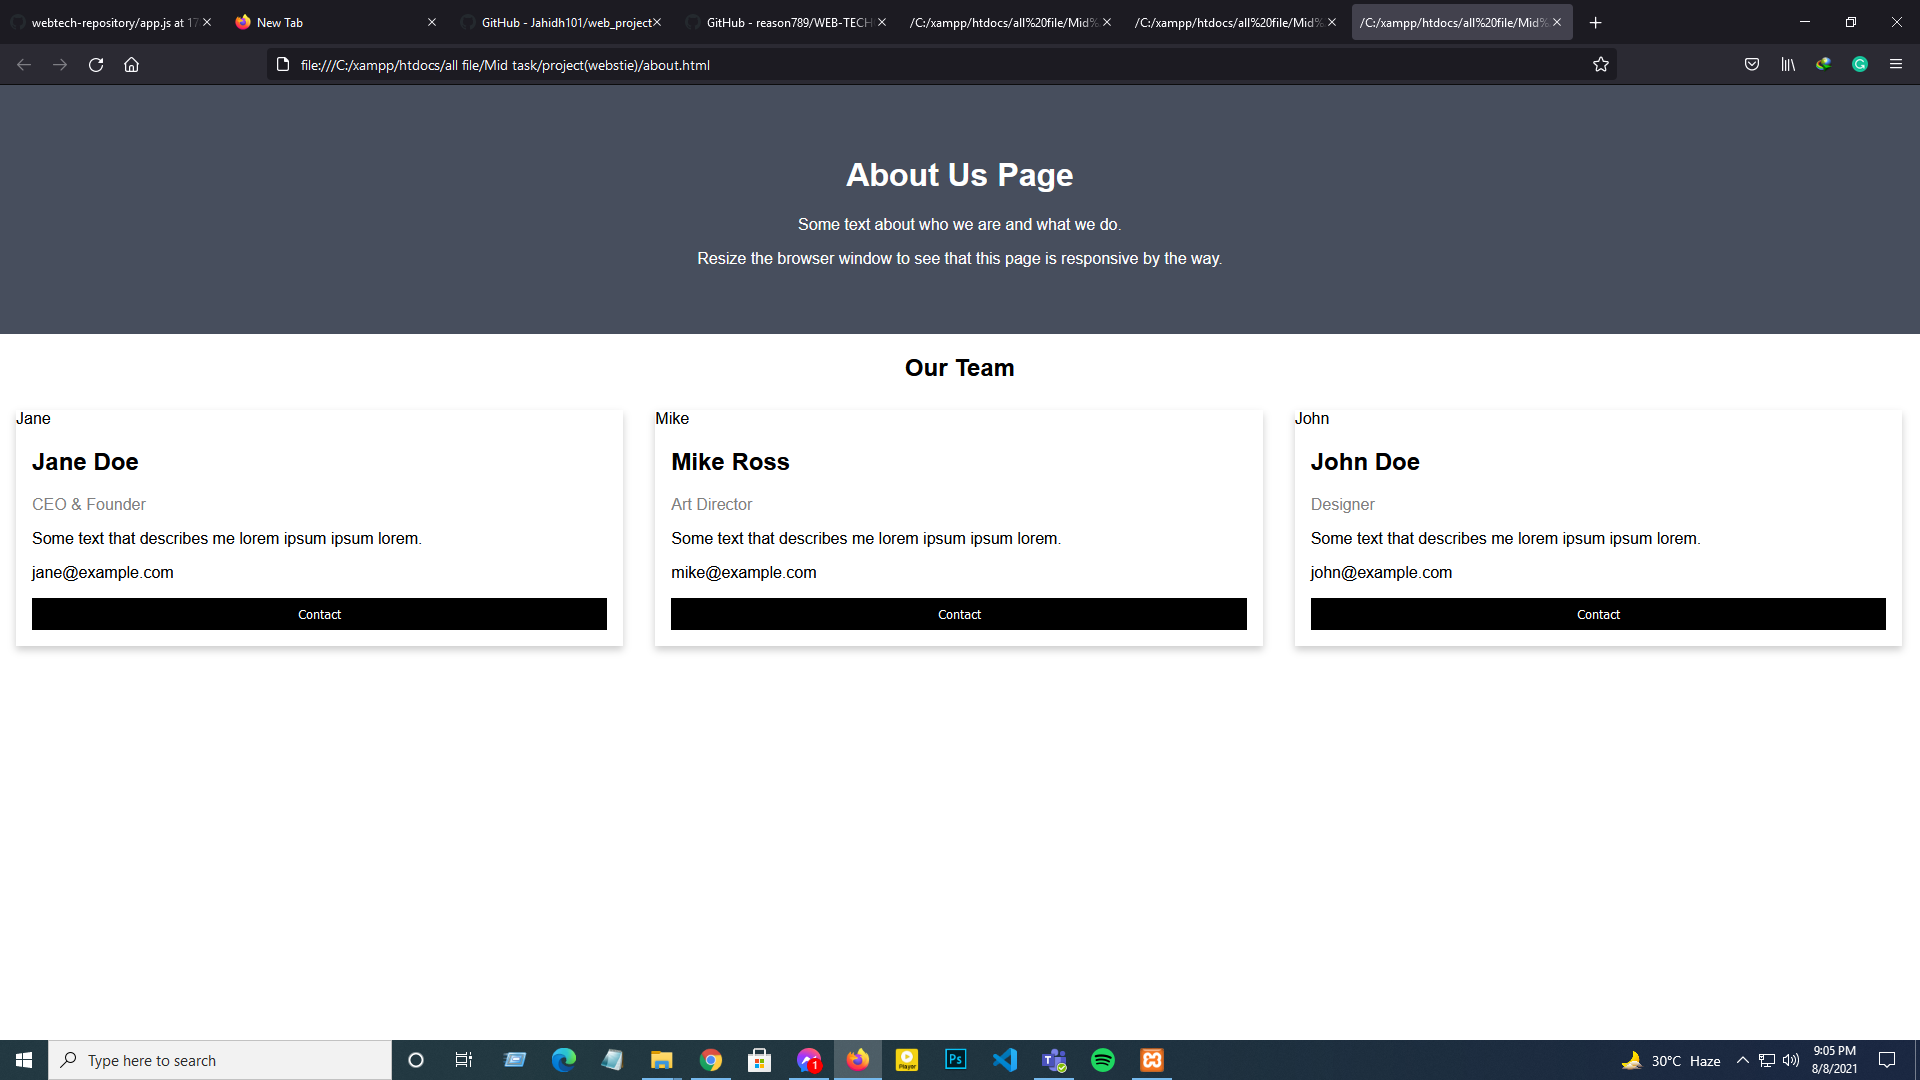 webtech-repository/app.js at 17
New Tab
GitHub - Jahidh101/web_project
GitHub - reason789/WEB-TECH
/C:/xampp/htdocs/all%20file/Mid%
/C:/xampp/htdocs/all%20file/Mid%
/C:/xampp/htdocs/all%20file/Mid%
file:///C:/xampp/htdocs/all file/Mid task/project(webstie)/about.html
About Us Page
Some text about who we are and what we do.
Resize the browser window to see that this page is responsive by the way.
Our Team
Jane
Jane Doe
CEO & Founder
Some text that describes me lorem ipsum ipsum lorem.
jane@example.com
Contact
Mike
Mike Ross
Art Director
Some text that describes me lorem ipsum ipsum lorem.
mike@example.com
Contact
John
John Doe
Designer
Some text that describes me lorem ipsum ipsum lorem.
john@example.com
Contact
Type here to search
1
Player
Ps
30°C Haze
9:05 PM
8/8/2021